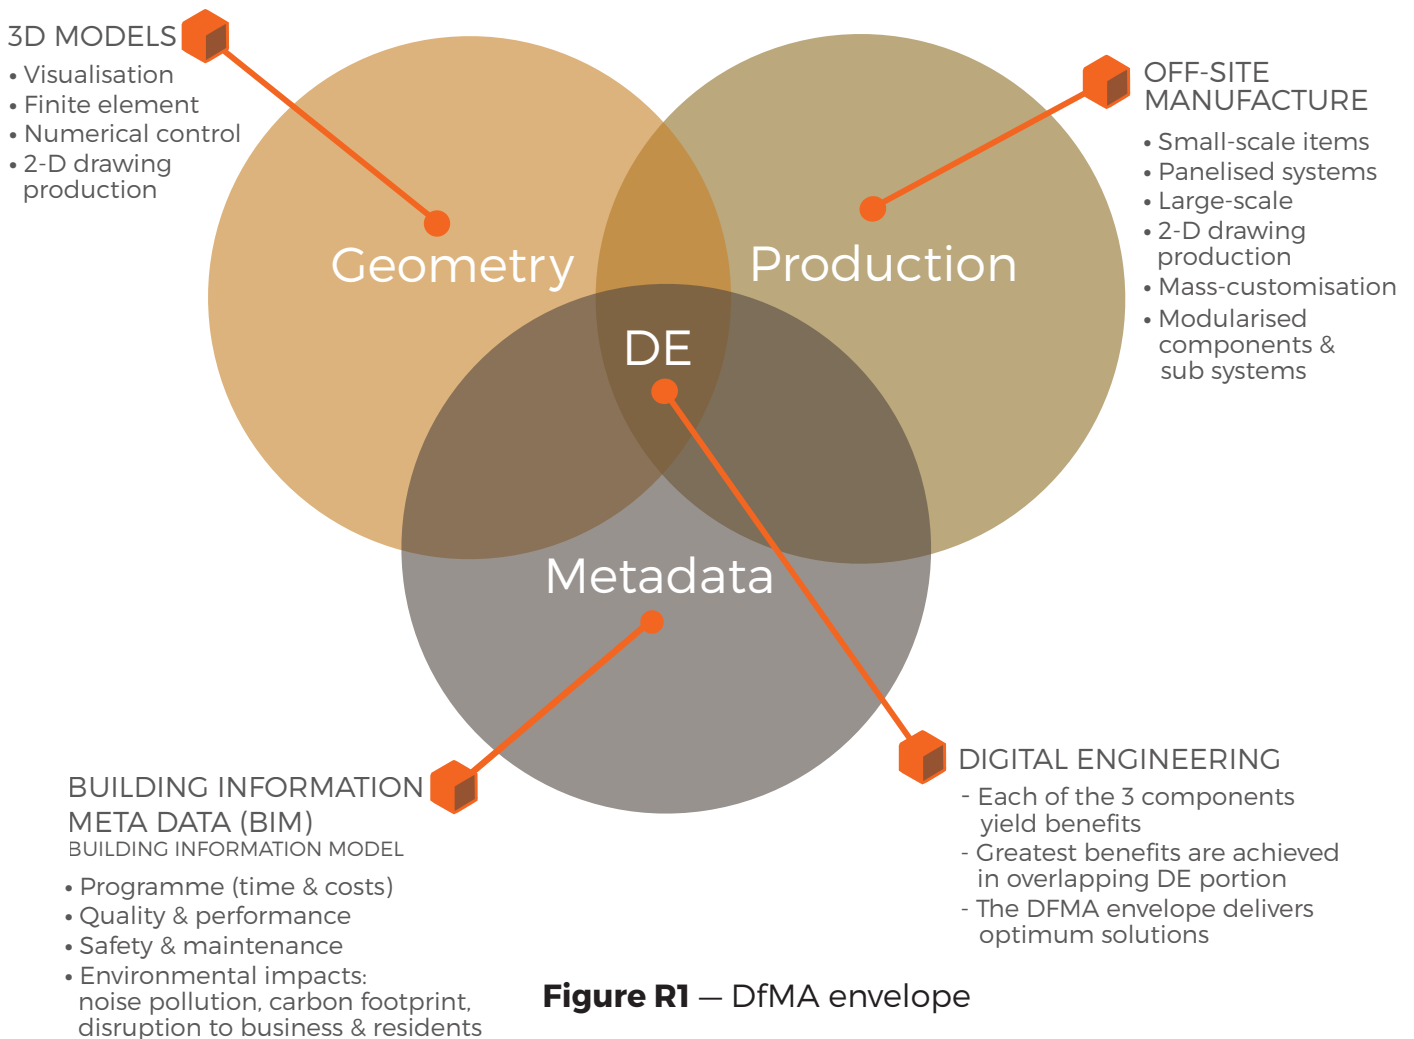 3D MODELS
• Visualisation
• Finite element
• Numerical control
• 2-D drawing
production
OFF-SITE
MANUFACTURE
• Small-scale items
• Panelised systems
• Large-scale
• 2-D drawing
production
• Mass-customisation
• Modularised
components &
sub systems
Geometry
Production
DE
Metadata
BUILDING INFORMATION
META DATA (BIM)
BUILDING INFORMATION MODEL
• Programme (time & costs)
• Quality & performance
• Safety & maintenance
• Environmental impacts:
noise pollution, carbon footprint,
disruption to business & residents
DIGITAL ENGINEERING
- Each of the 3 components
yield benefits
- Greatest benefits are achieved
in overlapping DE portion
- The DFMA envelope delivers
optimum solutions
Figure R1 — DfMA envelope